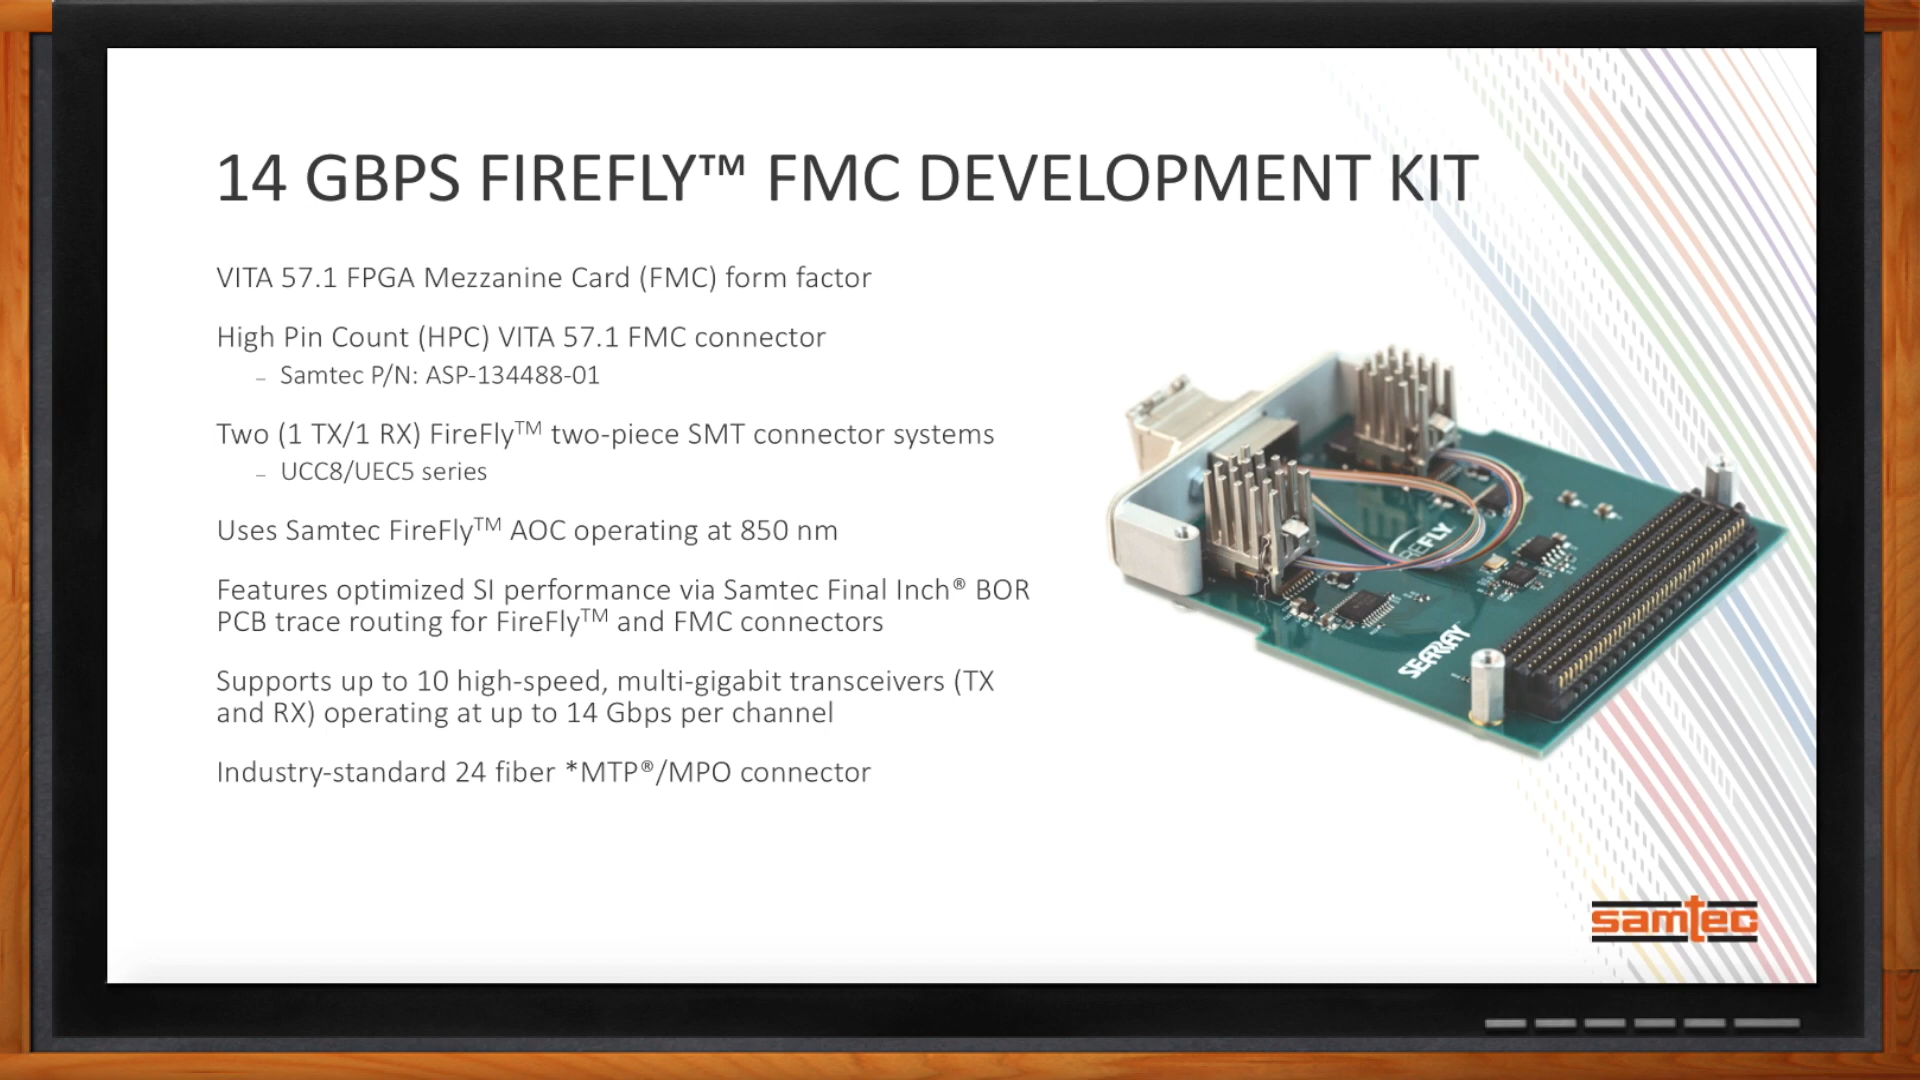 14 GBPS FIREFLY™ FMC DEVELOPMENT KIT
VITA 57.1 FPGA Mezzanine Card (FMC) form factor
High Pin Count (HPC) VITA 57.1 FMC connector
– Samtec P/N: ASP-134488-01
Two (1 TX/1 RX) FireFly™ two-piece SMT connector systems
– UCC8/UEC5 series
Uses Samtec FireFly™ AOC operating at 850 nm
Features optimized SI performance via Samtec Final Inch® BOR
PCB trace routing for FireFly™ and FMC connectors
Supports up to 10 high-speed, multi-gigabit transceivers (TX
and RX) operating at up to 14 Gbps per channel
Industry-standard 24 fiber *MTP®/MPO connector
SEARAY
samtec